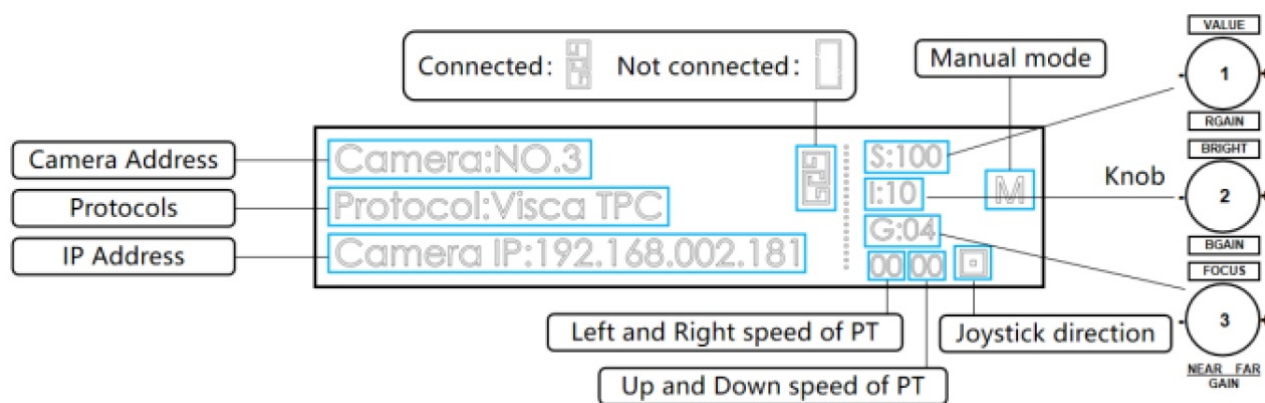 Connected: Not connected:
Manual mode
VALUE
1
- +
RGAIN
Camera Address
Camera:NO.3
S:100
BRIGHT
Protocols
Protocol:Visca TPC
I:10
M
Knob
2
- +
BGAIN
IP Address
Camera IP:192.168.002.181
G:04
00 00
FOCUS
3
- +
NEAR FAR
GAIN
Left and Right speed of PT
Joystick direction
Up and Down speed of PT